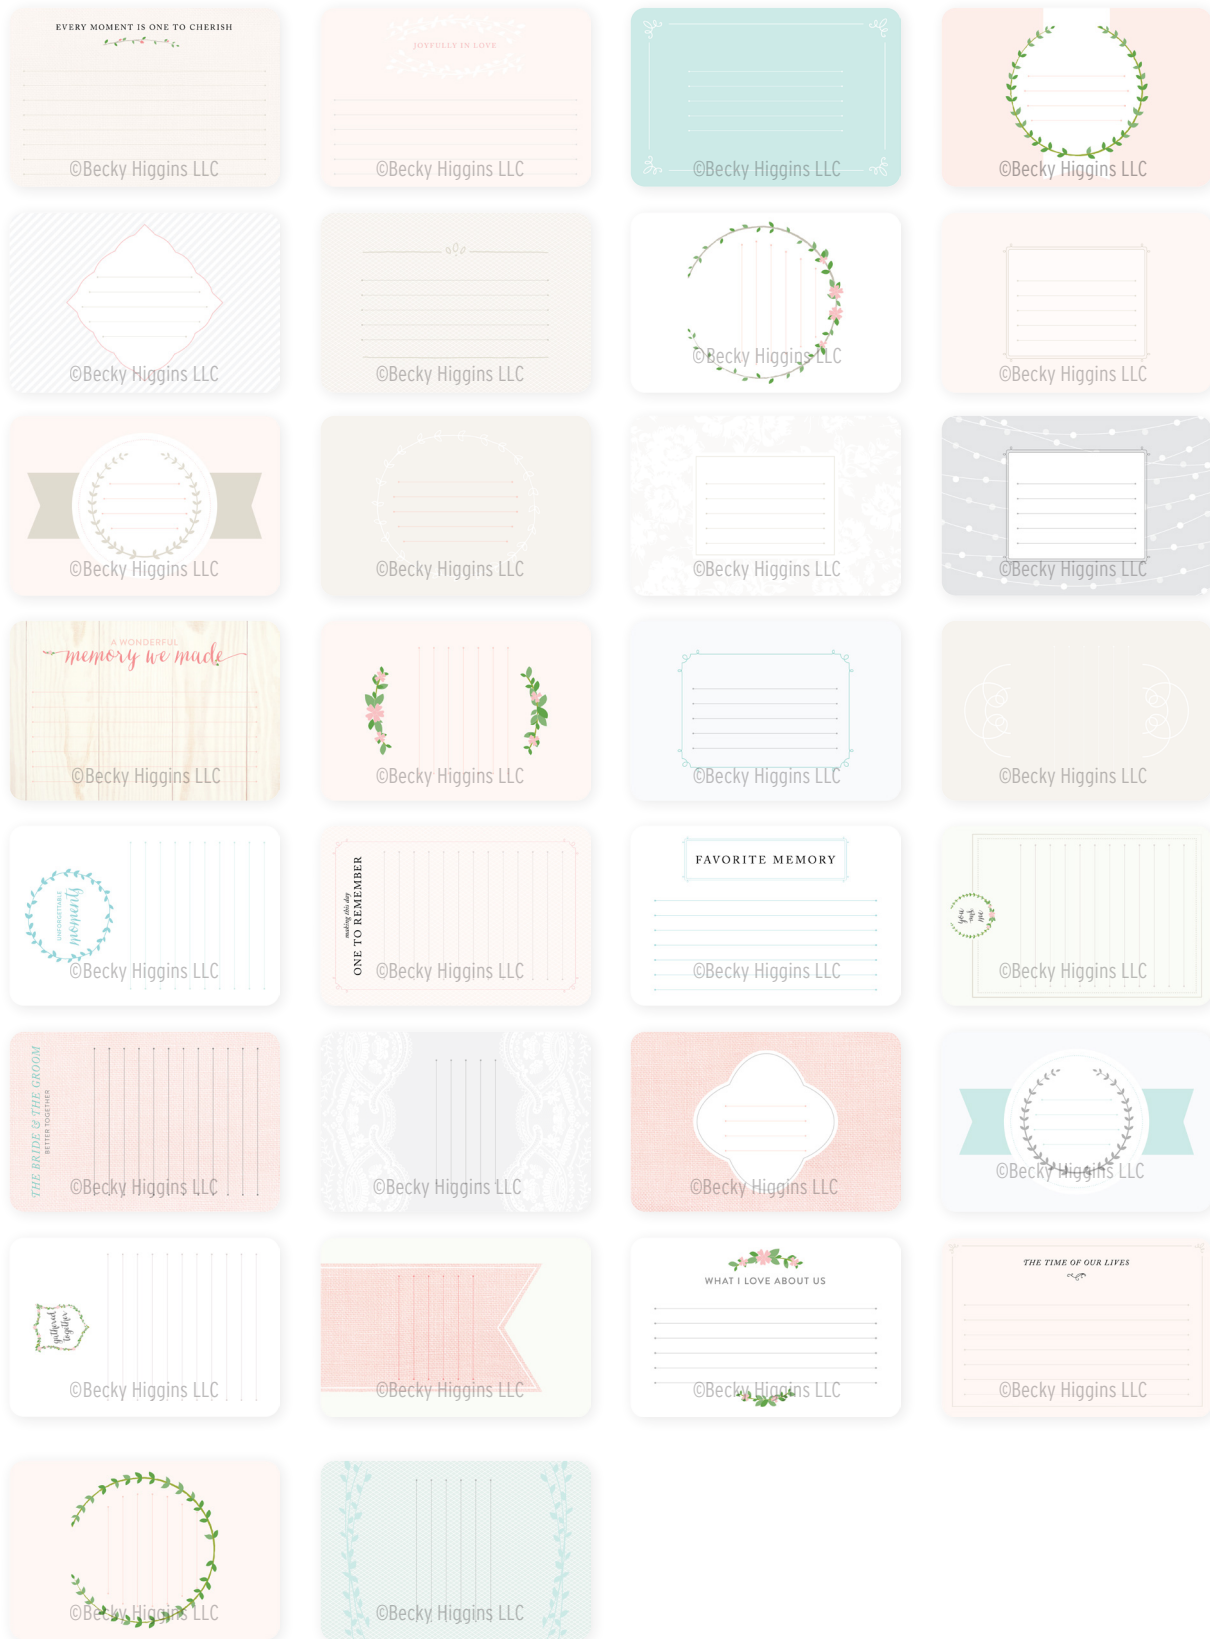 EVERY MOMENT IS ONE TO CHERISH
©Becky Higgins LLC
JOYFULLY IN LOVE
©Becky Higgins LLC
©Becky Higgins LLC
©Becky Higgins LLC
©Becky Higgins LLC
©Becky Higgins LLC
©Becky Higgins LLC
©Becky Higgins LLC
©Becky Higgins LLC
©Becky Higgins LLC
©Becky Higgins LLC
©Becky Higgins LLC
A WONDERFUL
memory we made
©Becky Higgins LLC
©Becky Higgins LLC
©Becky Higgins LLC
©Becky Higgins LLC
UNFORGETTABLE
moments
©Becky Higgins LLC
making this day
ONE TO REMEMBER
©Becky Higgins LLC
FAVORITE MEMORY
©Becky Higgins LLC
you
and
me
©Becky Higgins LLC
THE BRIDE & THE GROOM
BETTER TOGETHER
©Becky Higgins LLC
©Becky Higgins LLC
©Becky Higgins LLC
©Becky Higgins LLC
gathered
together
©Becky Higgins LLC
©Becky Higgins LLC
WHAT I LOVE ABOUT US
©Becky Higgins LLC
THE TIME OF OUR LIVES
©Becky Higgins LLC
©Becky Higgins LLC
©Becky Higgins LLC